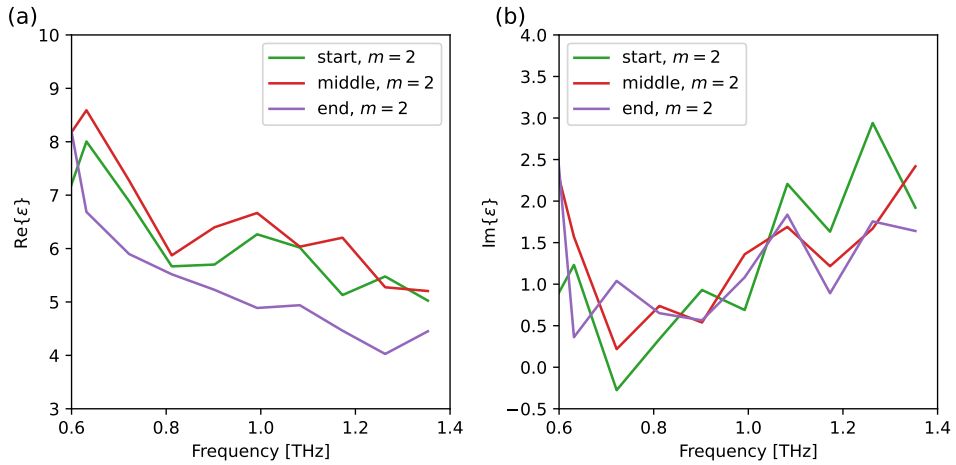 (a)
10
9
8
7
6
5
4
3
Re{ε}
0.6
0.8
1.0
1.2
1.4
Frequency [THz]
start, m = 2
middle, m = 2
end, m = 2
(b)
4.0
3.5
3.0
2.5
2.0
1.5
1.0
0.5
0.0
−0.5
Im{ε}
0.6
0.8
1.0
1.2
1.4
Frequency [THz]
start, m = 2
middle, m = 2
end, m = 2